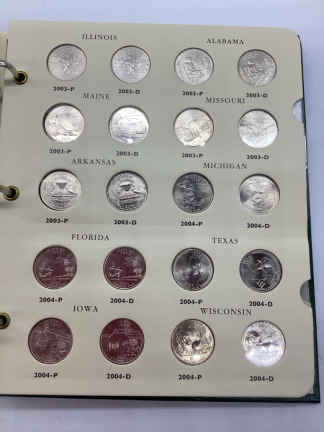 ILLINOIS ALABAMA
2003-P 2003-D 2003-P 2003-D
MAINE MISSOURI
2003-P 2003-D 2003-P 2003-D
ARKANSAS MICHIGAN
2003-P 2003-D 2004-P 2004-D
FLORIDA TEXAS
2004-P 2004-D 2004-P 2004-D
IOWA WISCONSIN
2004-P 2004-D 2004-P 2004-D